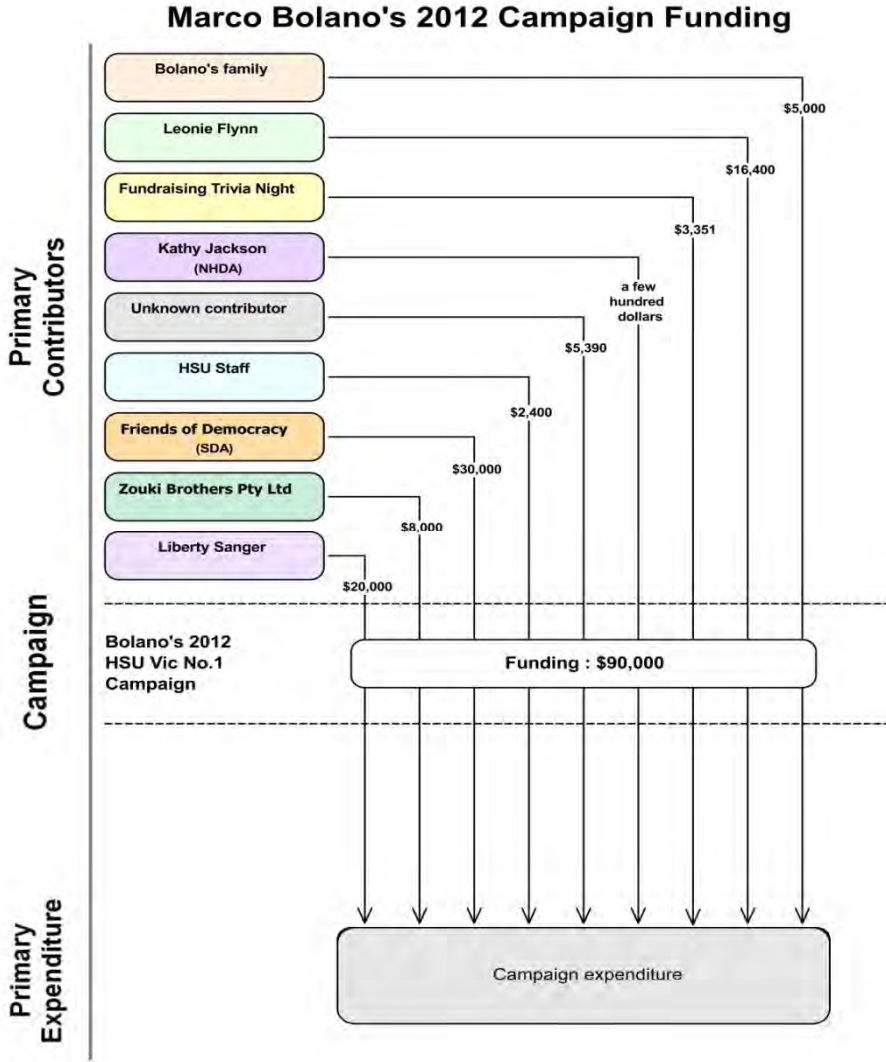 Marco Bolano's 2012 Campaign Funding
Primary
Contributors
Bolano's family
$5,000
Leonie Flynn
$16,400
Fundraising Trivia Night
$3,351
Kathy Jackson
(NHDA)
a few
hundred
dollars
Unknown contributor
$5,390
HSU Staff
$2,400
Friends of Democracy
(SDA)
$30,000
Zouki Brothers Pty Ltd
$8,000
Liberty Sanger
$20,000
Campaign
Bolano's 2012
HSU Vic No.1
Campaign
Funding : $90,000
Primary
Expenditure
Campaign expenditure